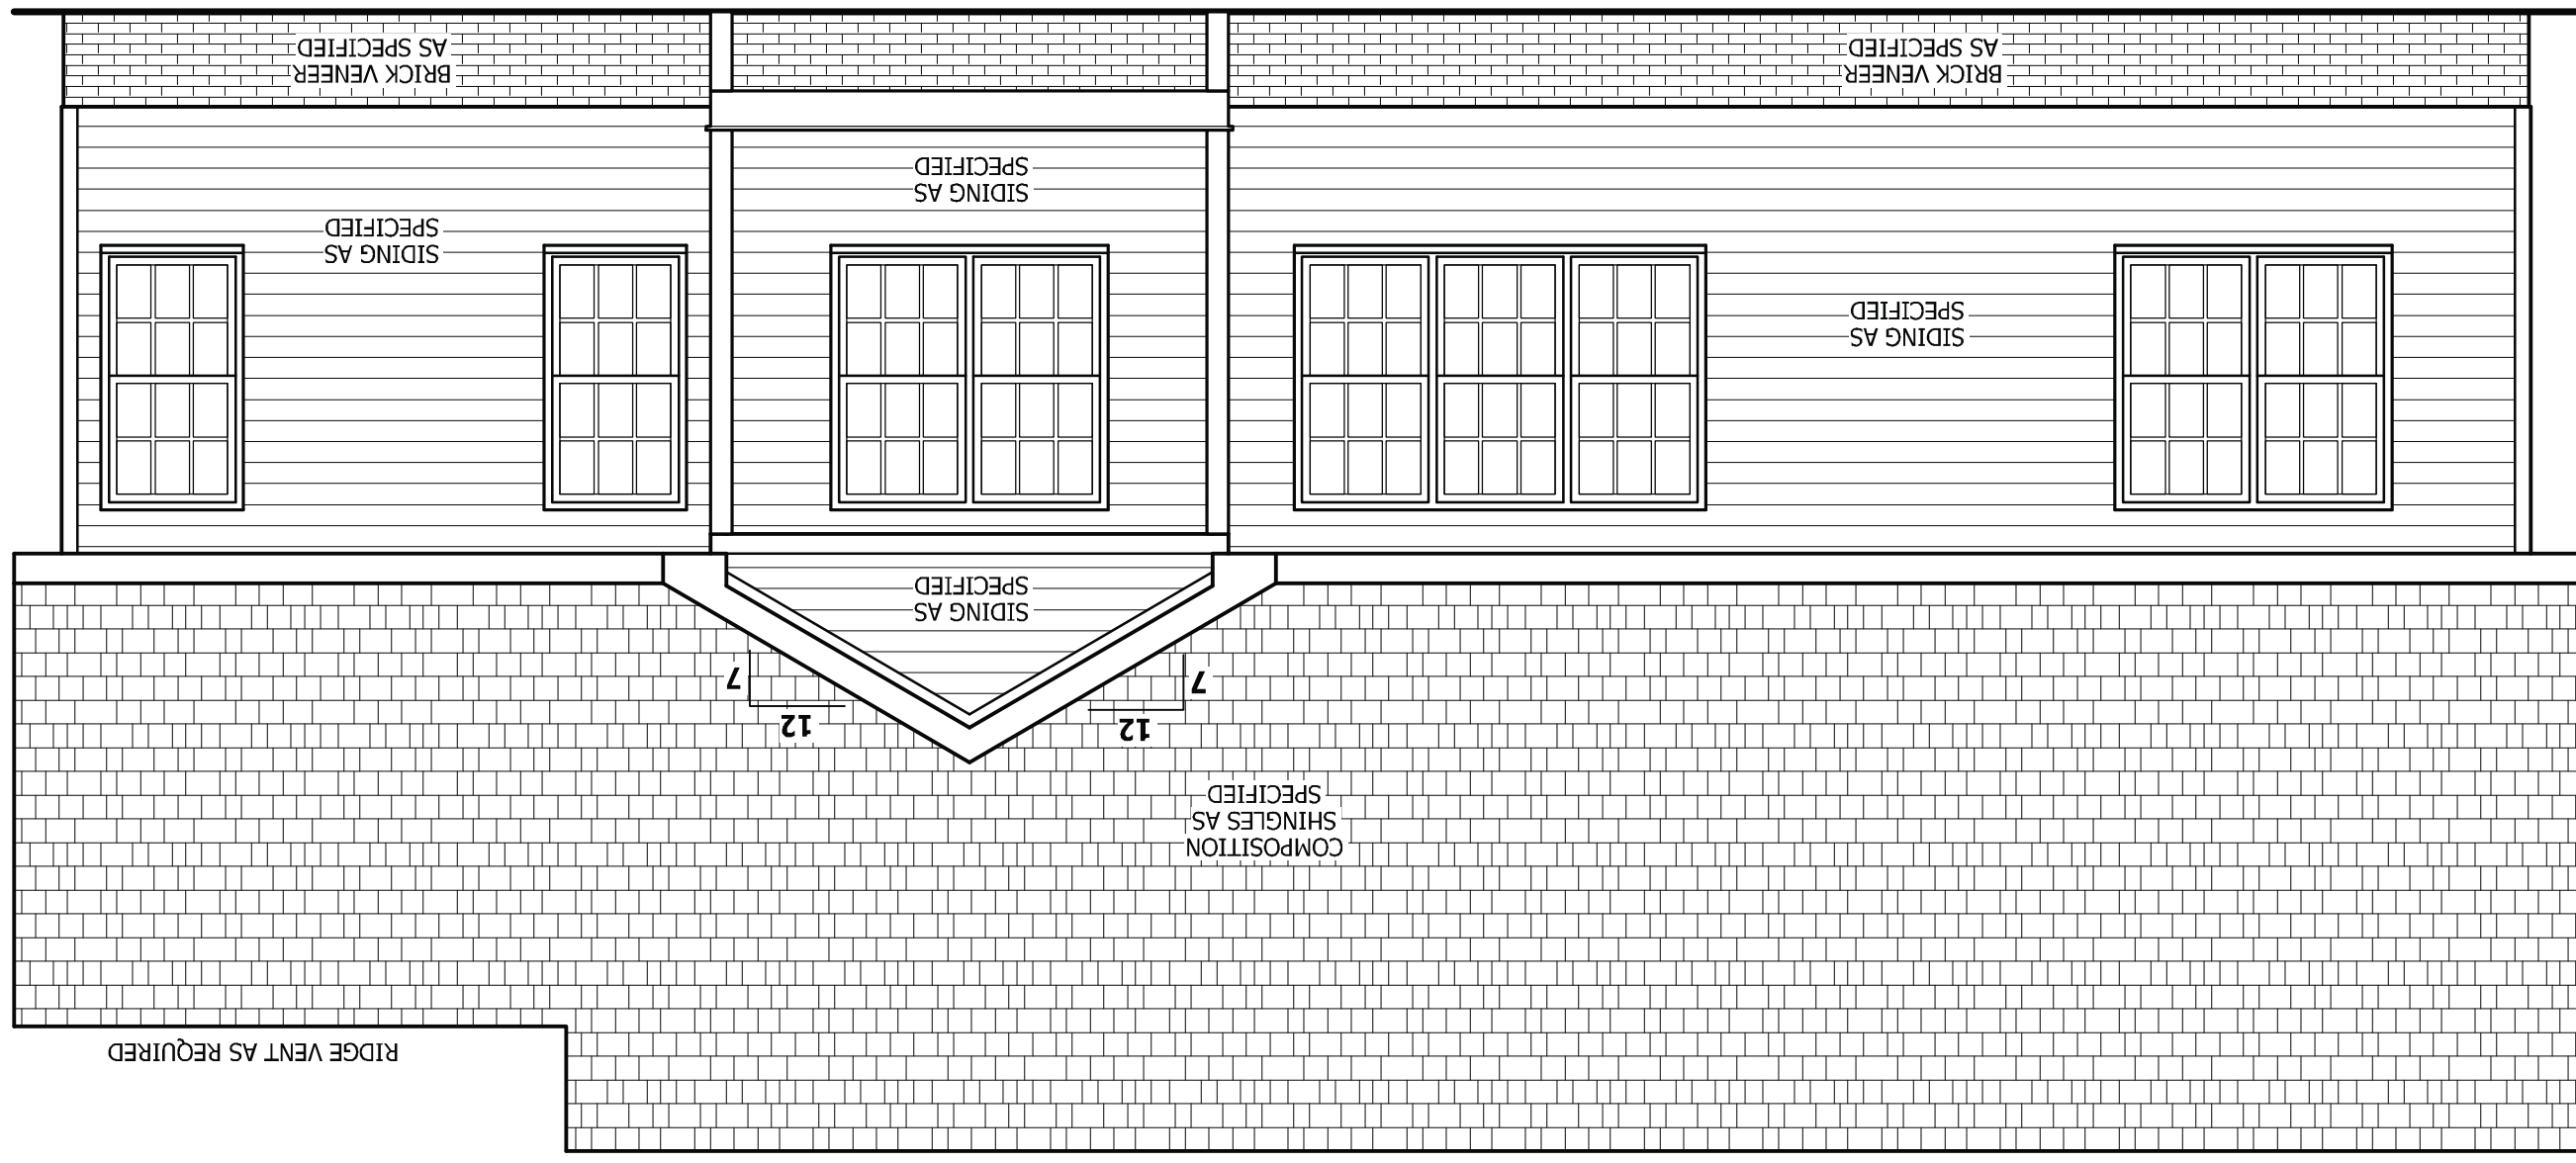 RIDGE VENT AS REQUIRED
COMPOSITION
SHINGLES AS
SPECIFIED
12
12
7
7
SIDING AS
SPECIFIED
SIDING AS
SPECIFIED
SIDING AS
SPECIFIED
SIDING AS
SPECIFIED
BRICK VENEER
AS SPECIFIED
BRICK VENEER
AS SPECIFIED